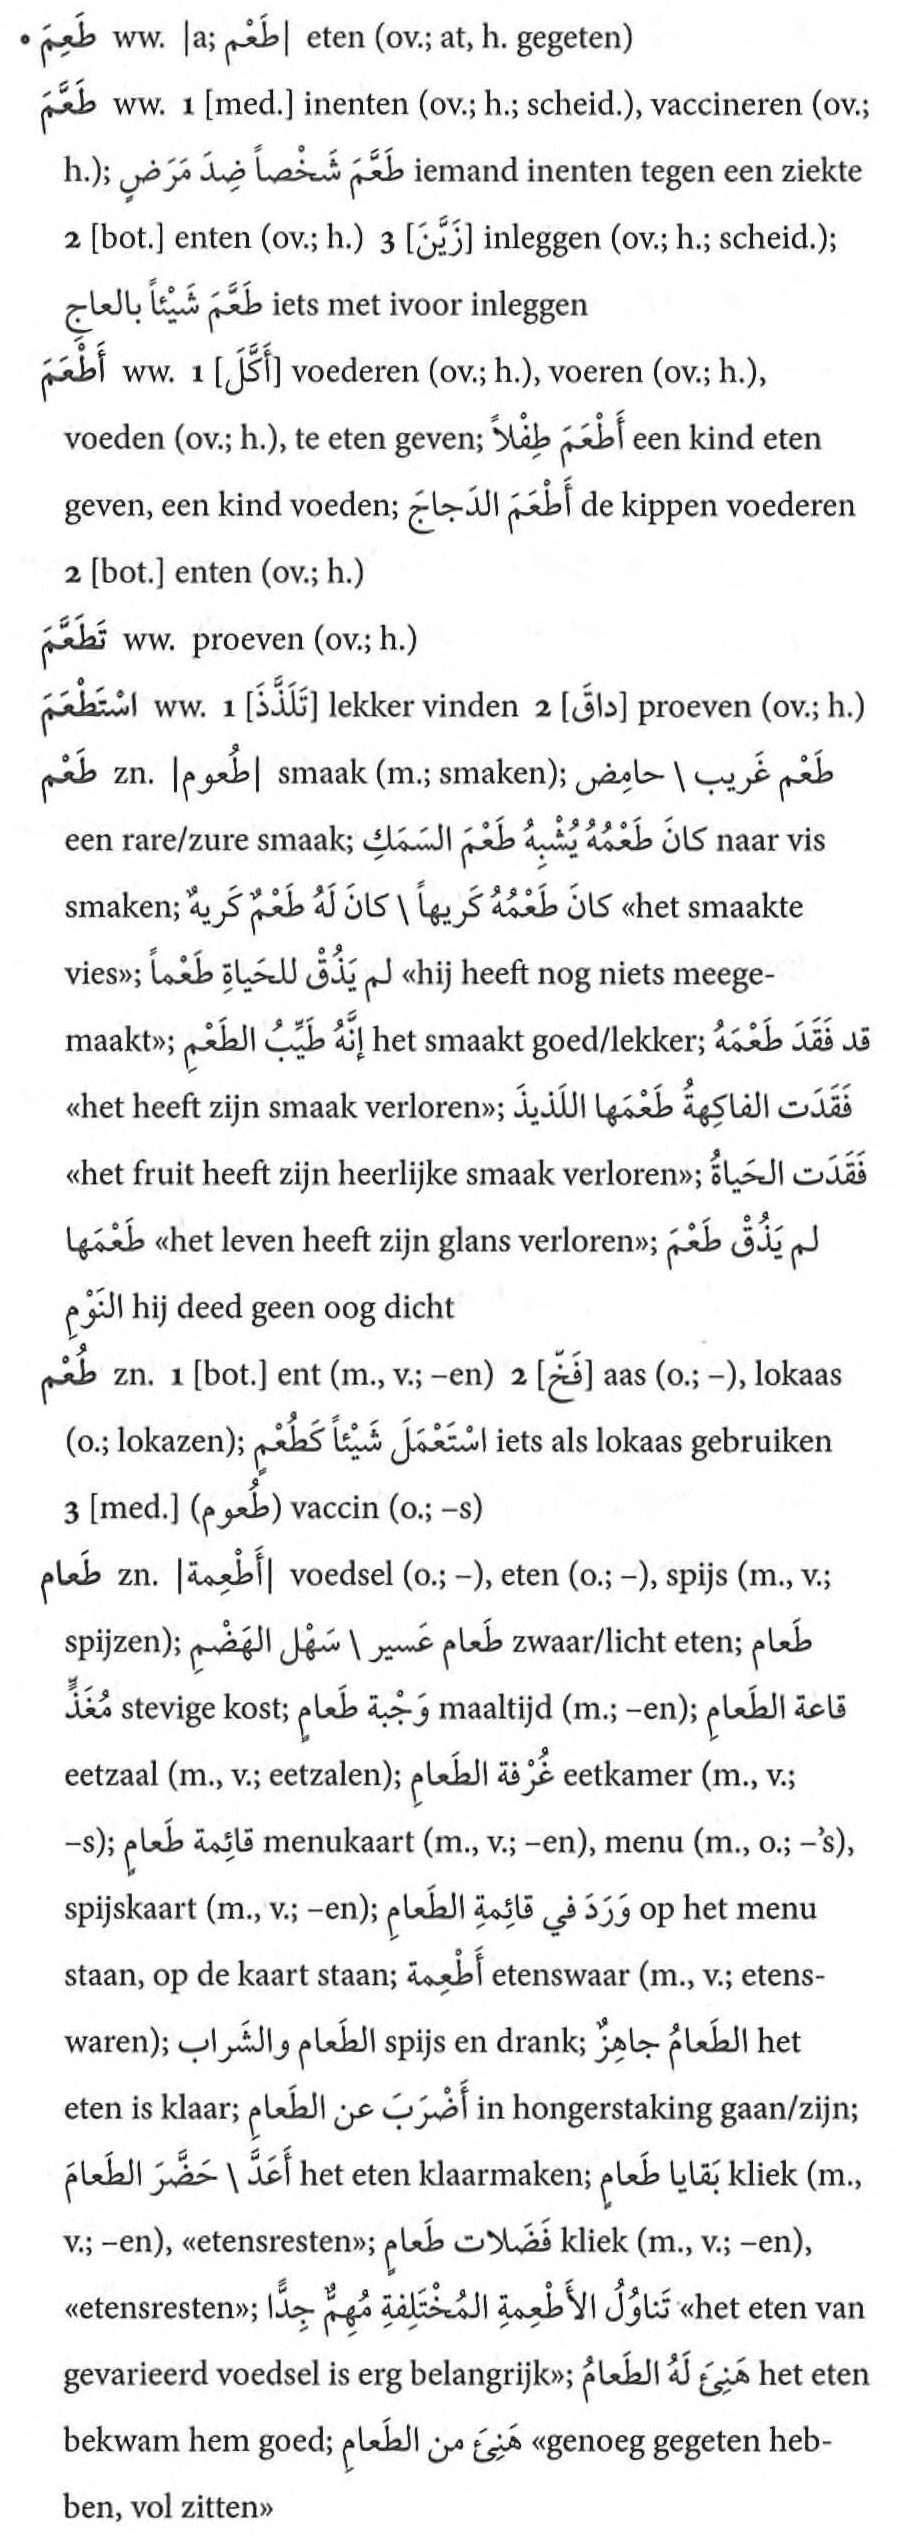 • طَعِمَ ww. |a; طَعْم| eten (ov.; at, h. gegeten)
طَعَّمَ ww. 1 [med.] inenten (ov.; h.; scheid.), vaccineren (ov.;
h.); طَعَّمَ شَخْصاً ضِدَ مَرَضٍ iemand inenten tegen een ziekte
2 [bot.] enten (ov.; h.) 3 [زَيَّنَ] inleggen (ov.; h.; scheid.);
طَعَّمَ شَيْئاً بالعاجِ iets met ivoor inleggen
أَطْعَمَ ww. 1 [أَكَّلَ] voederen (ov.; h.), voeren (ov.; h.),
voeden (ov.; h.), te eten geven; أَطْعَمَ طِفْلاً een kind eten
geven, een kind voeden; أَطْعَمَ الدَجاجَ de kippen voederen
2 [bot.] enten (ov.; h.)
تَطَعَّمَ ww. proeven (ov.; h.)
اسْتَطْعَمَ ww. 1 [تَلَذَّذَ] lekker vinden 2 [داقَ] proeven (ov.; h.)
طَعْم zn. |طُعوم| smaak (m.; smaken); طَعْم غَريب \ حامِض
een rare/zure smaak; كانَ طَعْمُهُ يُشْبِهُ طَعْمَ السَمَكِ naar vis
smaken; كانَ طَعْمُهُ كَريهاً \ كانَ لَهُ طَعْمٌ كَريهٌ «het smaakte
vies»; لم يَذُقْ للحَياةِ طَعْماً «hij heeft nog niets meege-
maakt»; إنَّهُ طَيِّبُ الطَعْمِ het smaakt goed/lekker; قد فَقَدَ طَعْمَهُ
«het heeft zijn smaak verloren»; فَقَدَت الفاكِهةُ طَعْمَها اللَذيذَ
«het fruit heeft zijn heerlijke smaak verloren»; فَقَدَت الحَياةُ
طَعْمَها «het leven heeft zijn glans verloren»; لم يَذُقْ طَعْمَ
النَوْمِ hij deed geen oog dicht
طُعْم zn. 1 [bot.] ent (m., v.; –en) 2 [فَخّ] aas (o.; –), lokaas
(o.; lokazen); اسْتَعْمَلَ شَيْئاً كَطُعْمٍ iets als lokaas gebruiken
3 [med.] (طُعوم) vaccin (o.; –s)
طَعام zn. |أَطْعِمة| voedsel (o.; –), eten (o.; –), spijs (m., v.;
spijzen); طَعام عَسير \ سَهْل الهَضْمِ zwaar/licht eten; طَعام
مُغَذٍّ stevige kost; وَجْبة طَعامٍ maaltijd (m.; –en); قاعة الطَعامِ
eetzaal (m., v.; eetzalen); غُرْفة الطَعامِ eetkamer (m., v.;
–s); قائِمة طَعامٍ menukaart (m., v.; –en), menu (m., o.; –’s),
spijskaart (m., v.; –en); وَرَدَ في قائِمةِ الطَعامِ op het menu
staan, op de kaart staan; أَطْعِمة etenswaar (m., v.; etens-
waren); الطَعام والشَراب spijs en drank; الطَعامُ جاهِزٌ het
eten is klaar; أَضْرَبَ عن الطَعامِ in hongerstaking gaan/zijn;
أَعَدَّ \ حَضَّرَ الطَعامَ het eten klaarmaken; بَقايا طَعامٍ kliek (m.,
v.; –en), «etensresten»; فَضَلات طَعامٍ kliek (m., v.; –en),
«etensresten»; تَناوُلُ الأَطْعِمةِ المُخْتَلِفةِ مُهِمٌّ جِدًّا «het eten van
gevarieerd voedsel is erg belangrijk»; هَنِئَ لَهُ الطَعامُ het eten
bekwam hem goed; هَنِئَ من الطَعامِ «genoeg gegeten heb-
ben, vol zitten»